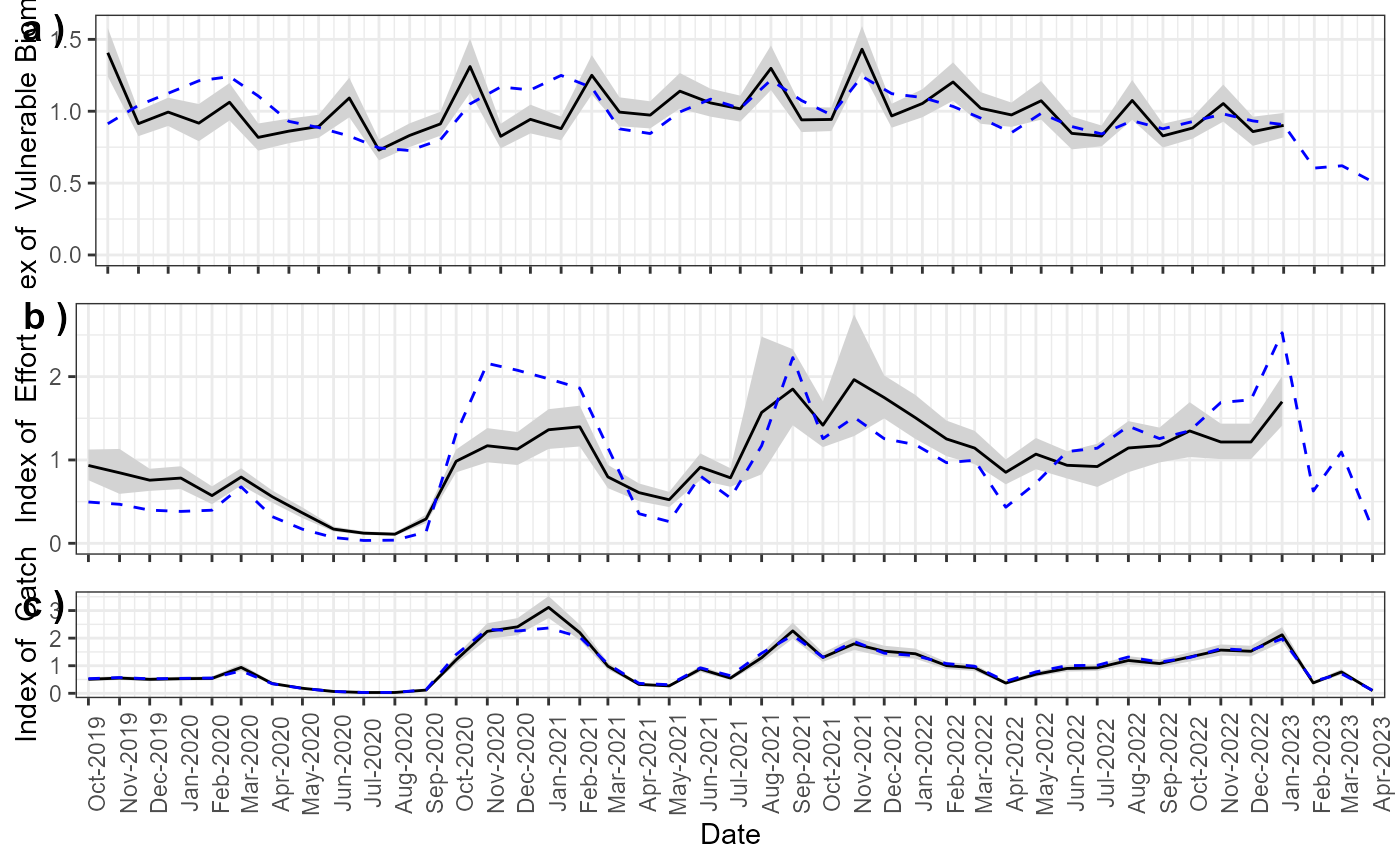 a )
ex of Vulnerable Biom
1.5
1.0
0.5
0.0
b )
Index of Effort
2
1
0
c )
Index of Catch
3
2
1
0
Oct-2019
Nov-2019
Dec-2019
Jan-2020
Feb-2020
Mar-2020
Apr-2020
May-2020
Jun-2020
Jul-2020
Aug-2020
Sep-2020
Oct-2020
Nov-2020
Dec-2020
Jan-2021
Feb-2021
Mar-2021
Apr-2021
May-2021
Jun-2021
Jul-2021
Aug-2021
Sep-2021
Oct-2021
Nov-2021
Dec-2021
Jan-2022
Feb-2022
Mar-2022
Apr-2022
May-2022
Jun-2022
Jul-2022
Aug-2022
Sep-2022
Oct-2022
Nov-2022
Dec-2022
Jan-2023
Feb-2023
Mar-2023
Apr-2023
Date